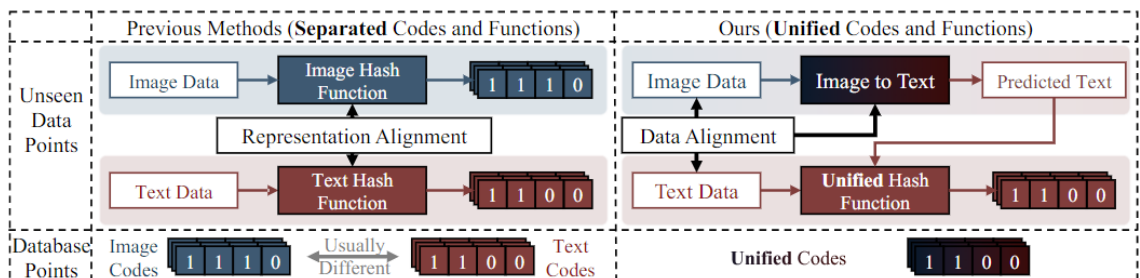 Previous Methods (Separated Codes and Functions)
Ours (Unified Codes and Functions)
Unseen
Data
Points
Image Data
Image Hash
Function
1 1 1 0
Representation Alignment
Text Data
Text Hash
Function
1 1 0 0
Image Data
Image to Text
Predicted Text
Data Alignment
Text Data
Unified Hash
Function
1 1 0 0
Database
Points
Image
Codes
1 1 1 0
Usually
Different
1 1 0 0
Text
Codes
Unified Codes
1 1 0 0